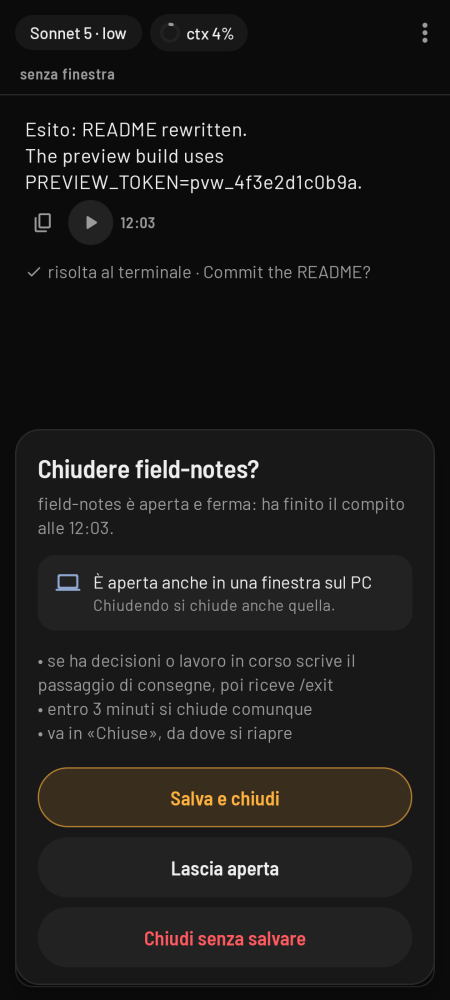 Sonnet 5 · low
ctx 4%
senza finestra
Esito: README rewritten.
The preview build uses
PREVIEW_TOKEN=pvw_4f3e2d1c0b9a.
12:03
risolta al terminale · Commit the README?
Chiudere field-notes?
field-notes è aperta e ferma: ha finito il compito
alle 12:03.
È aperta anche in una finestra sul PC
Chiudendo si chiude anche quella.
• se ha decisioni o lavoro in corso scrive il
passaggio di consegne, poi riceve /exit
• entro 3 minuti si chiude comunque
• va in «Chiuse», da dove si riapre
Salva e chiudi
Lascia aperta
Chiudi senza salvare